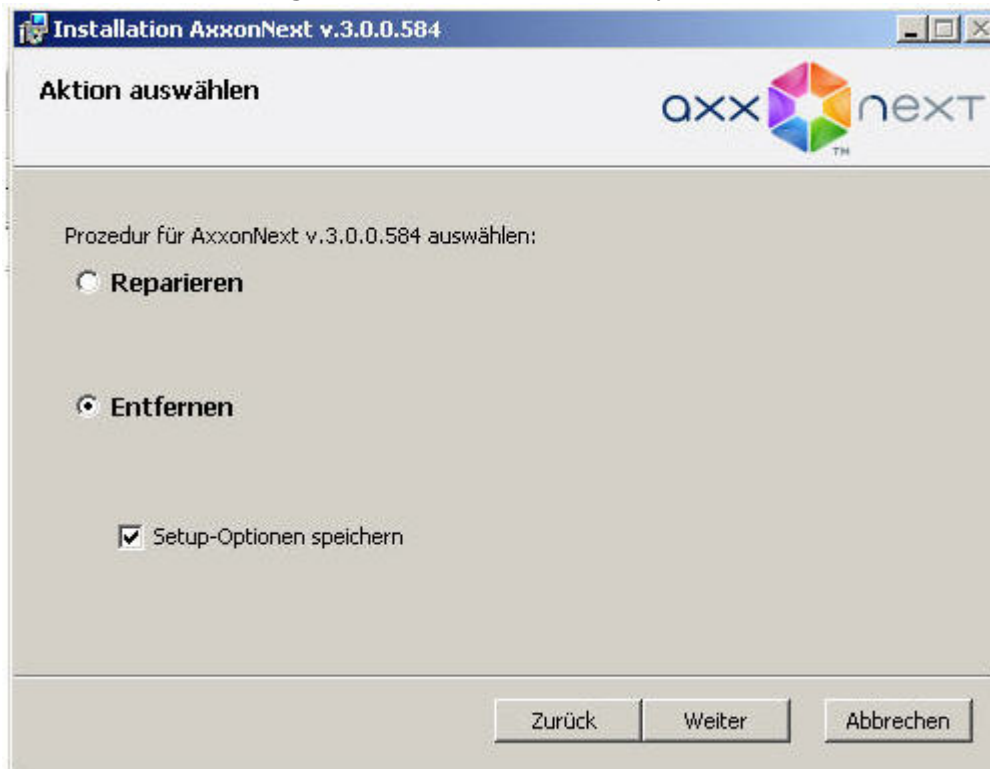 Installation AxxonNext v.3.0.0.584
Aktion auswählen
axx next
TM
Prozedur für AxxonNext v.3.0.0.584 auswählen:
Reparieren
Entfernen
Setup-Optionen speichern
Zurück
Weiter
Abbrechen